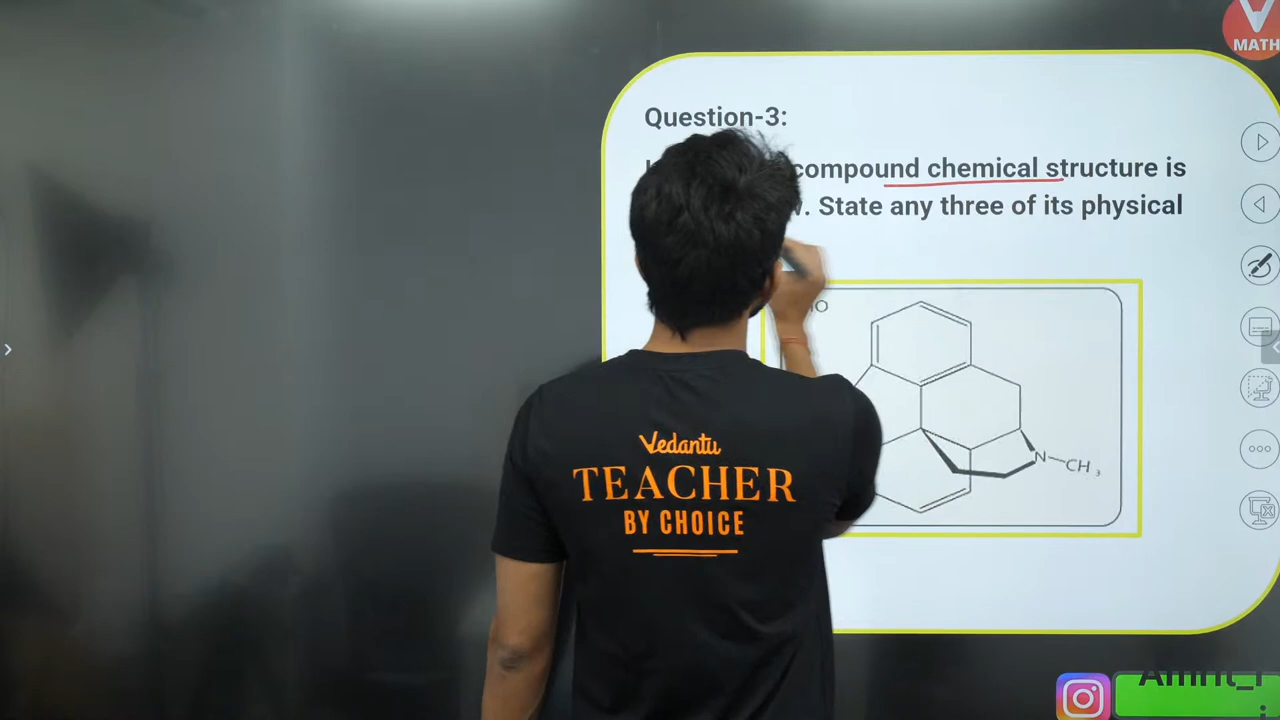 MATH
Question-3:
compound chemical structure is
State any three of its physical
N
CH3
Vedantu
TEACHER
BY CHOICE